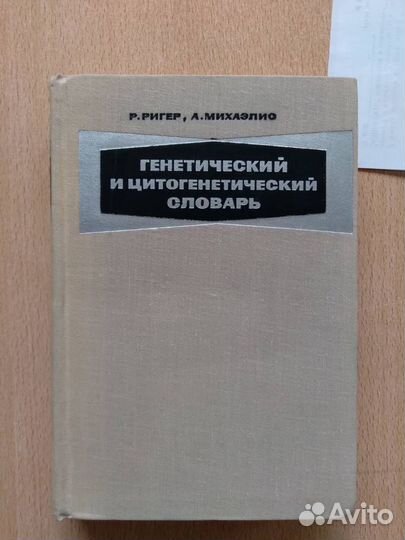 Р. РИГЕР, А. МИХАЭЛИС
ГЕНЕТИЧЕСКИЙ
И ЦИТОГЕНЕТИЧЕСКИЙ
СЛОВАРЬ
Avito